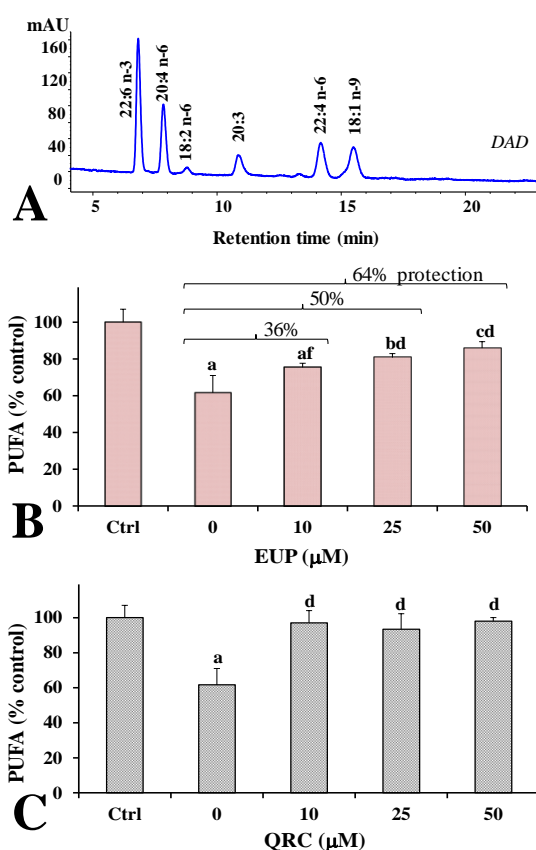 mAU
160
120
80
40
0
22:6 n-3
20:4 n-6
18:2 n-6
20:3
22:4 n-6
18:1 n-9
DAD
5 10 15 20
A
Retention time (min)
64% protection
50%
36%
PUFA (% control)
100
80
60
40
20
0
a
af
bd
cd
B
Ctrl 0 10 25 50
EUP (μM)
PUFA (% control)
100
80
60
40
20
0
a
d
d
d
C
Ctrl 0 10 25 50
QRC (μM)